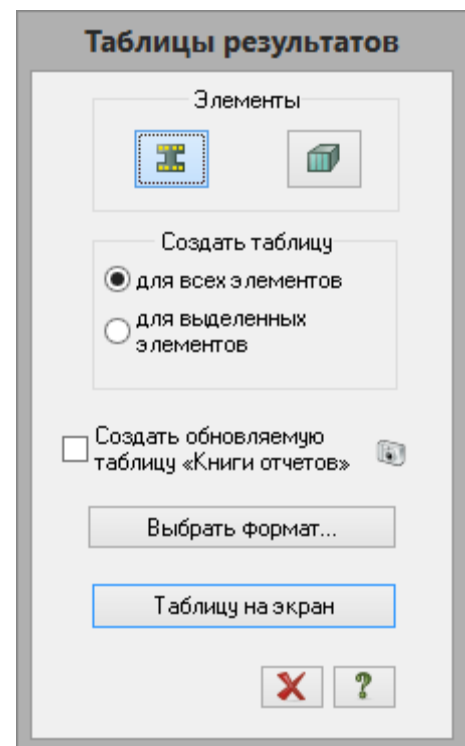 Таблицы результатов
Элементы
Создать таблицу
для всех элементов
для выделенных
элементов
Создать обновляемую
таблицу «Книги отчетов»
Выбрать формат...
Таблицу на экран
?